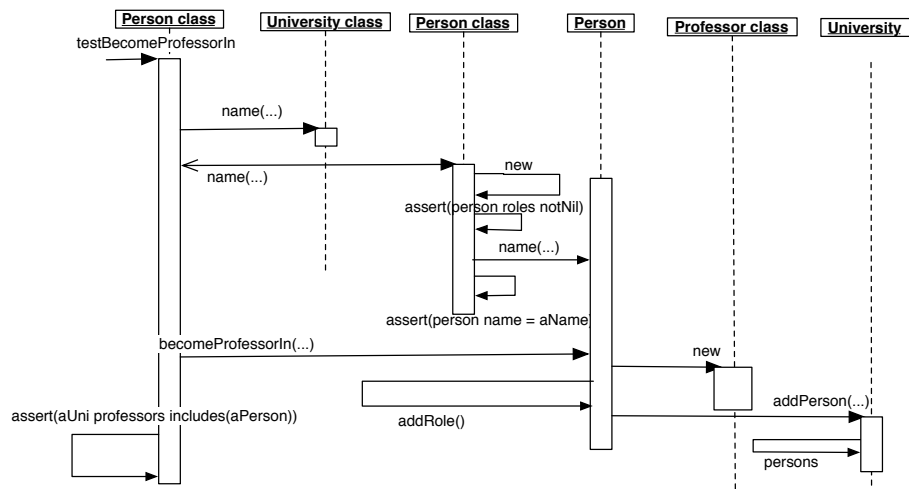 Person class
University class
Person class
Person
Professor class
University
testBecomeProfessorIn
name(...)
new
name(...)
assert(person roles notNil)
name(...)
assert(person name = aName)
becomeProfessorIn(...)
new
assert(aUni professors includes(aPerson))
addRole()
addPerson(...)
persons